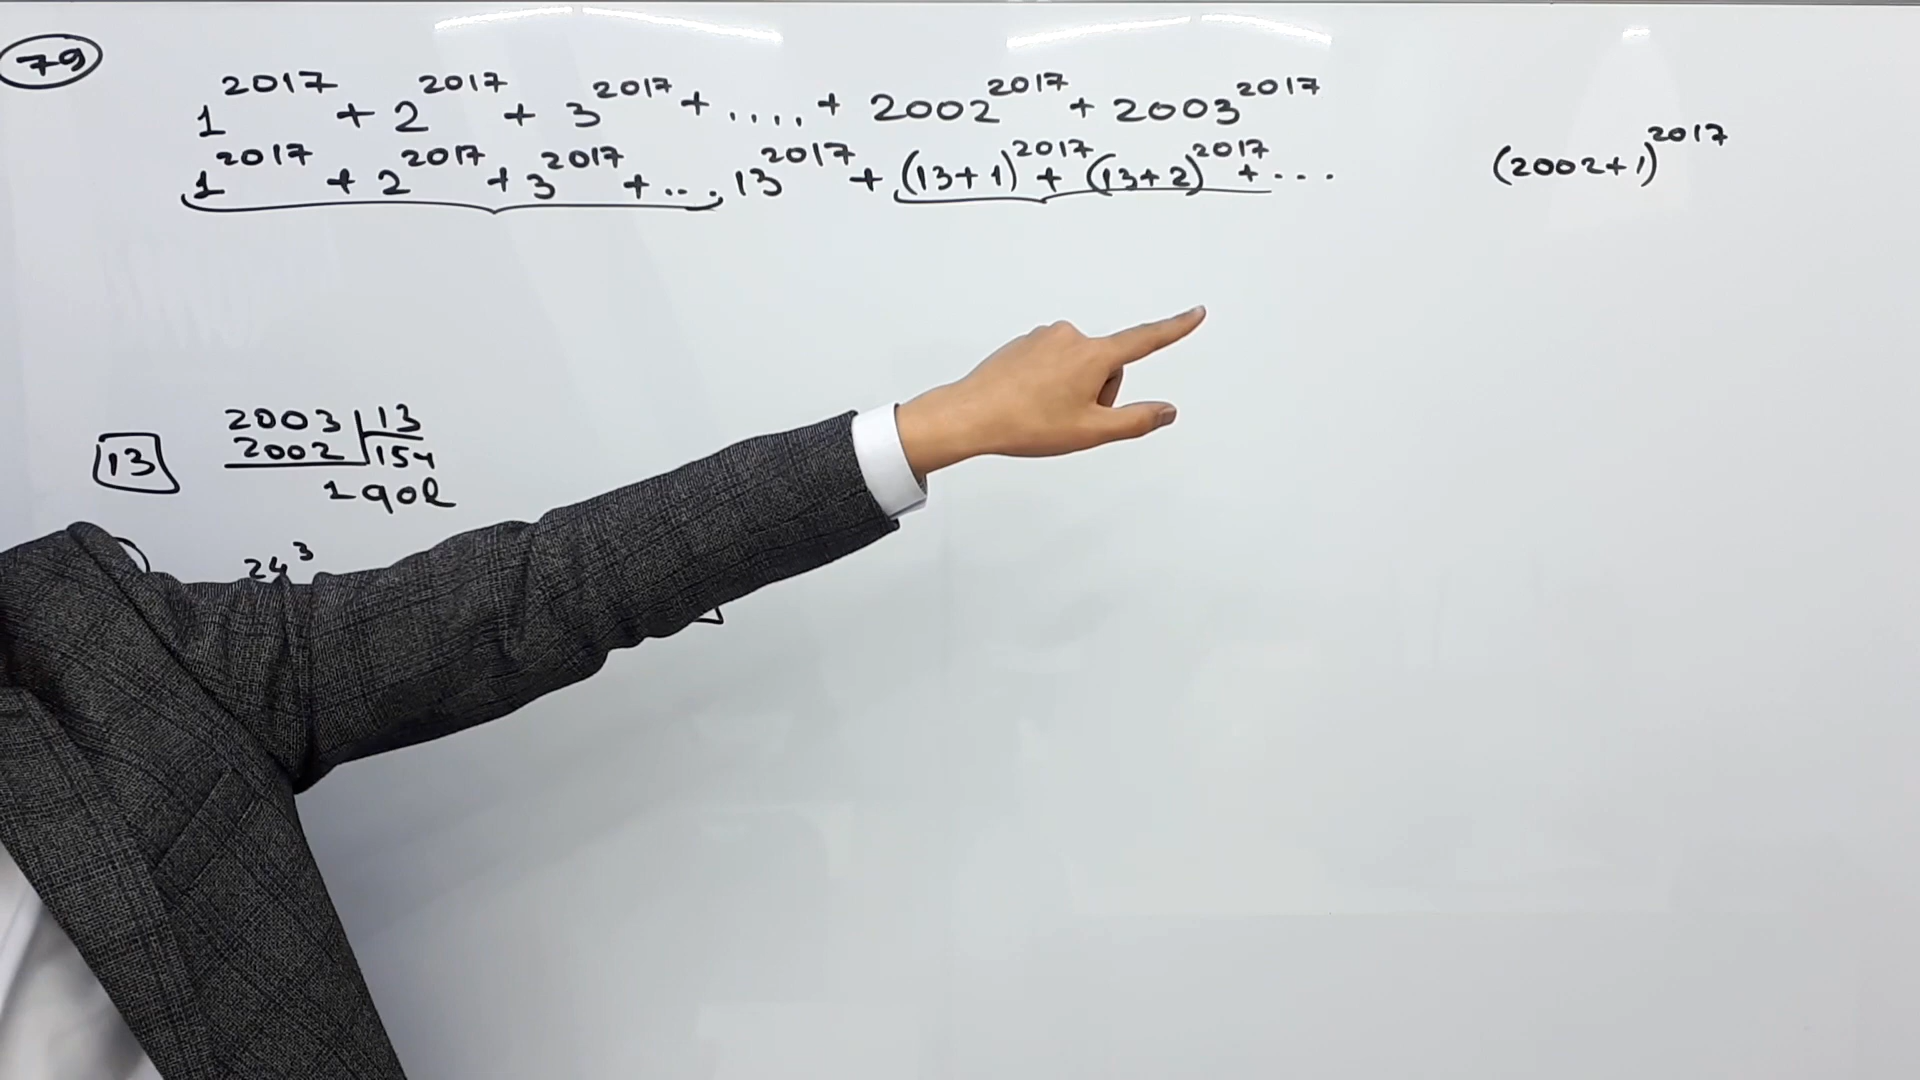 79
1^2017 + 2^2017 + 3^2017 + .... + 2002^2017 + 2003^2017
1^2017 + 2^2017 + 3^2017 + ... 13^2017 + (13+1)^2017 + (13+2)^2017 + ... (2002+1)^2017
13
2003 | 13
2002 | 154
1 qol
24^3